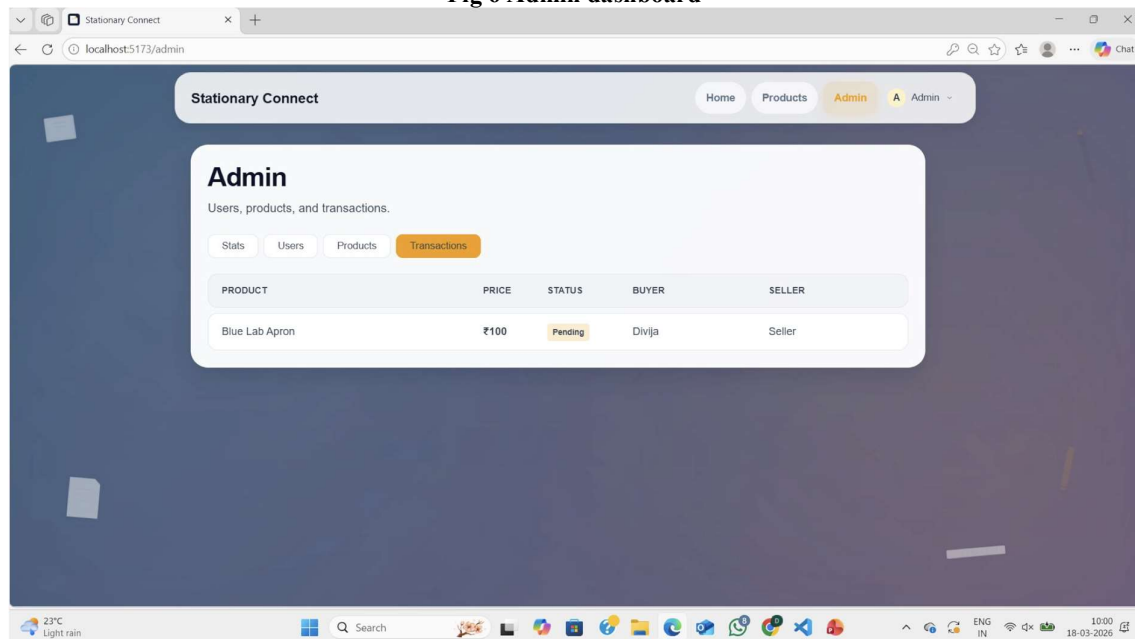 Fig 6 Admin dashboard
Stationary Connect
localhost:5173/admin
Chat
Stationary Connect
Home Products Admin A Admin
Admin
Users, products, and transactions.
Stats Users Products Transactions
PRODUCT PRICE STATUS BUYER SELLER
Blue Lab Apron ₹100 Pending Divija Seller
23°C
Light rain
Search
ENG
IN
10:00
18-03-2026